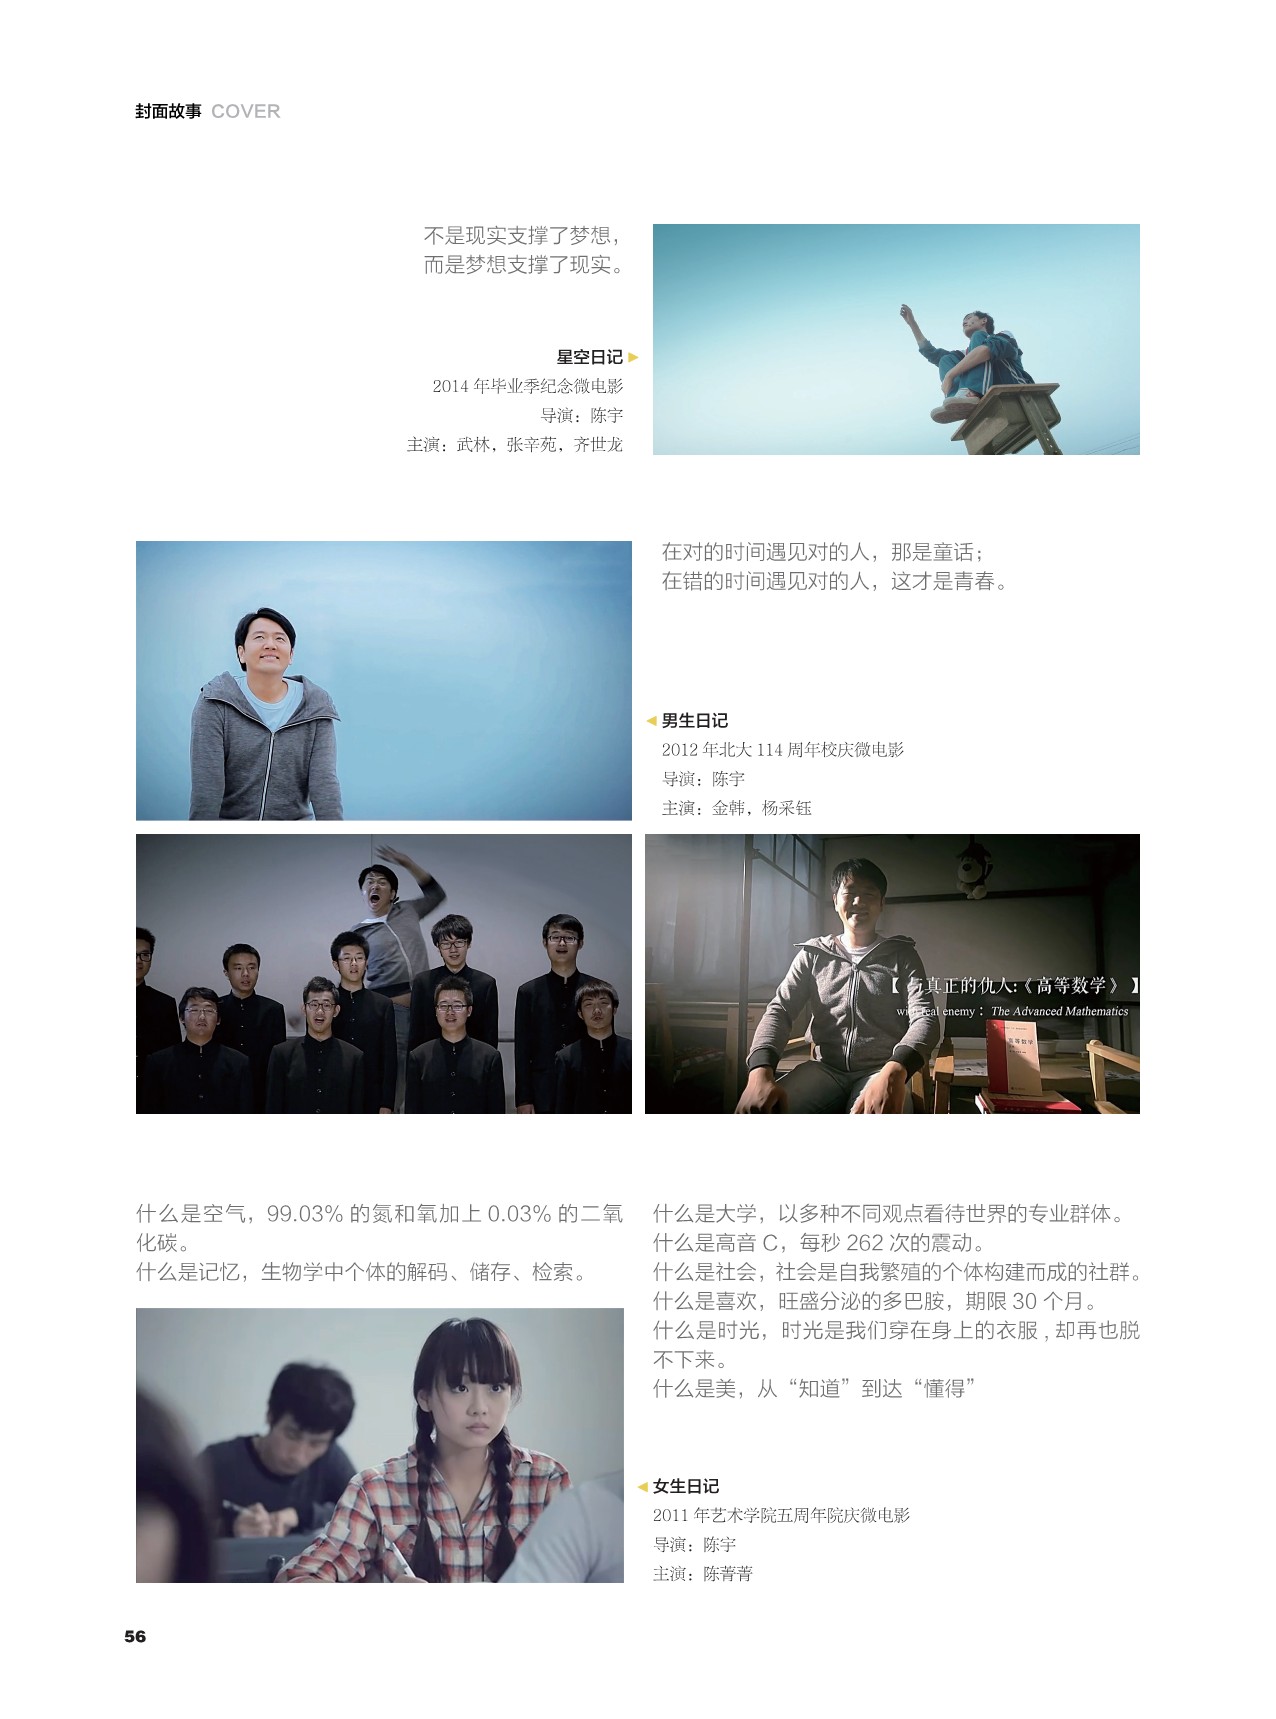 封面故事 COVER
不是现实支撑了梦想，
而是梦想支撑了现实。
星空日记
2014 年毕业季纪念微电影
导演：陈宇
主演：武林，张辛苑，齐世龙
在对的时间遇见对的人，那是童话；
在错的时间遇见对的人，这才是青春。
男生日记
2012 年北大 114 周年校庆微电影
导演：陈宇
主演：金韩，杨采钰
【 与真正的仇人:《高等数学》】
with real enemy： The Advanced Mathematics
高等数学
什么是空气，99.03% 的氮和氧加上 0.03% 的二氧
化碳。
什么是记忆，生物学中个体的解码、储存、检索。
什么是大学，以多种不同观点看待世界的专业群体。
什么是高音 C，每秒 262 次的震动。
什么是社会，社会是自我繁殖的个体构建而成的社群。
什么是喜欢，旺盛分泌的多巴胺，期限 30 个月。
什么是时光，时光是我们穿在身上的衣服 , 却再也脱
不下来。
什么是美，从“知道”到达“懂得”
女生日记
2011 年艺术学院五周年院庆微电影
导演：陈宇
主演：陈菁菁
56